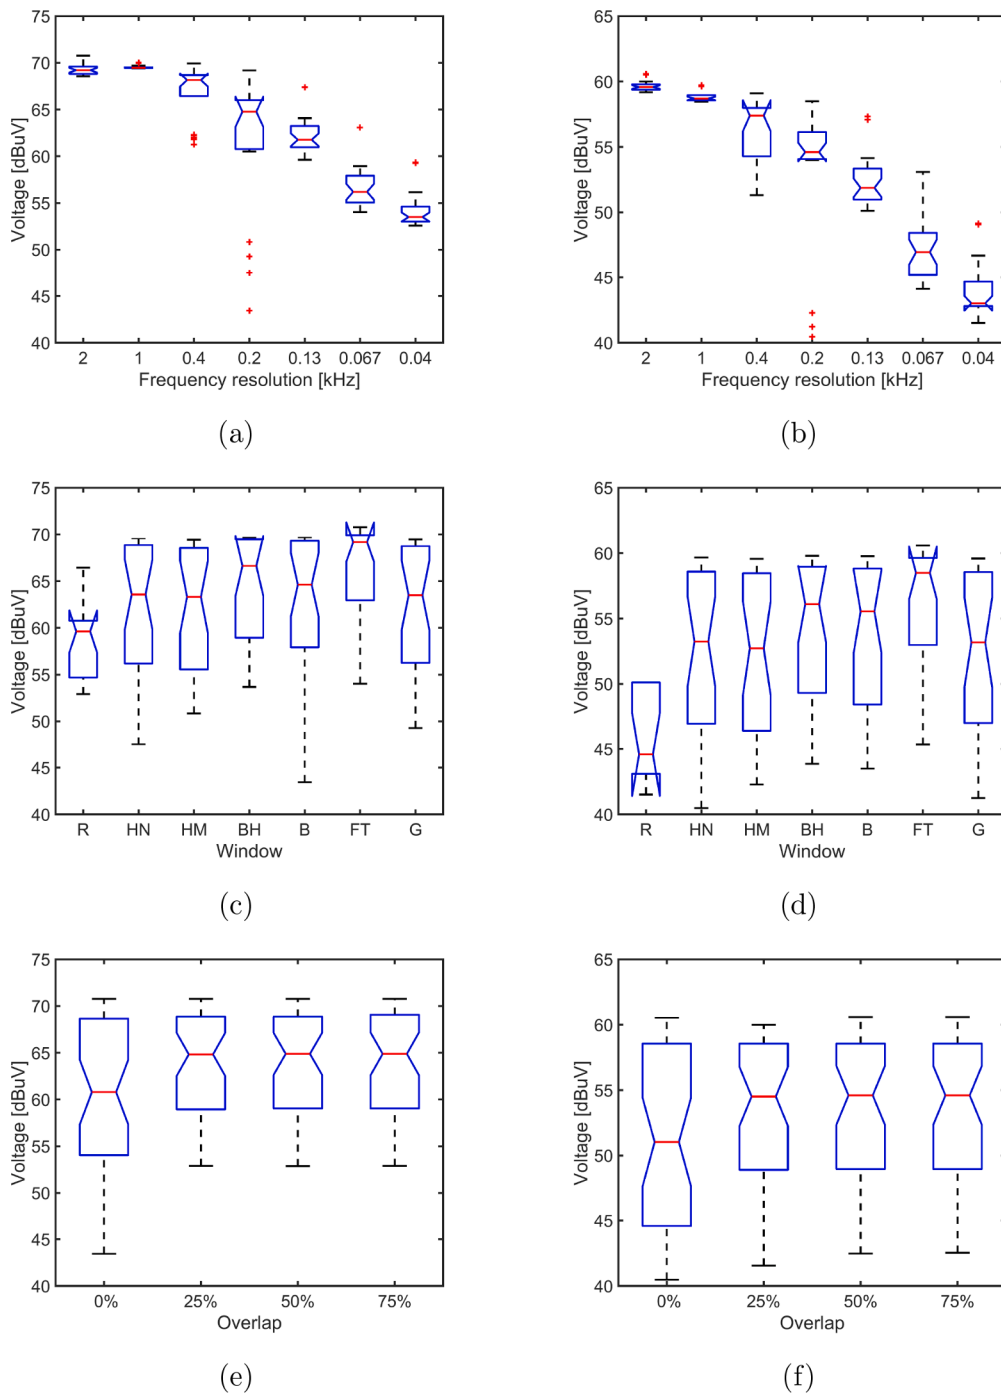 75
70
65
60
55
50
45
40
Voltage [dBuV]
2 1 0.4 0.2 0.13 0.067 0.04
Frequency resolution [kHz]
(a)
65
60
55
50
45
40
Voltage [dBuV]
2 1 0.4 0.2 0.13 0.067 0.04
Frequency resolution [kHz]
(b)
75
70
65
60
55
50
45
40
Voltage [dBuV]
R HN HM BH B FT G
Window
(c)
65
60
55
50
45
40
Voltage [dBuV]
R HN HM BH B FT G
Window
(d)
75
70
65
60
55
50
45
40
Voltage [dBuV]
0% 25% 50% 75%
Overlap
(e)
65
60
55
50
45
40
Voltage [dBuV]
0% 25% 50% 75%
Overlap
(f)